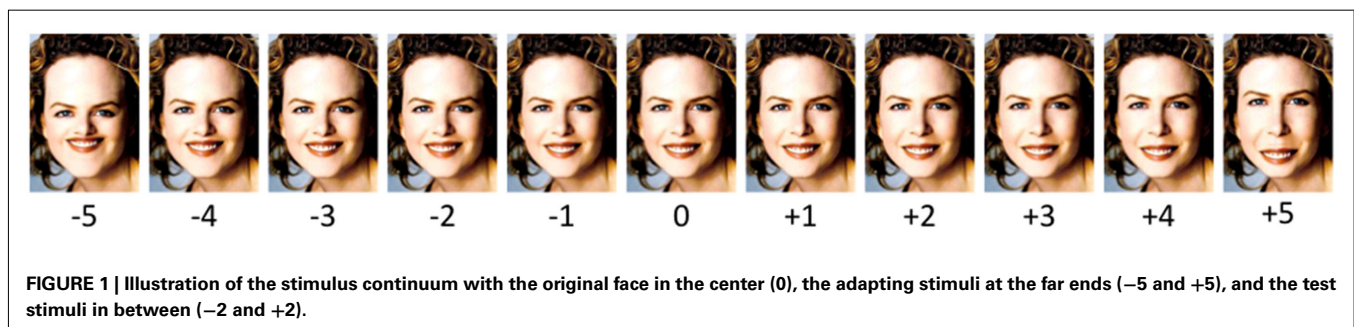 -5 -4 -3 -2 -1 0 +1 +2 +3 +4 +5
FIGURE 1 | Illustration of the stimulus continuum with the original face in the center (0), the adapting stimuli at the far ends (−5 and +5), and the test
stimuli in between (−2 and +2).